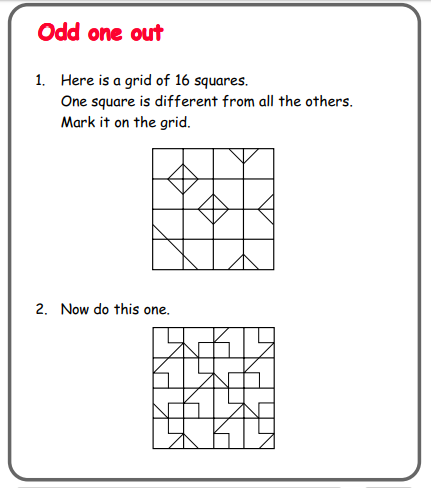 Odd one out
1. Here is a grid of 16 squares.
One square is different from all the others.
Mark it on the grid.
2. Now do this one.